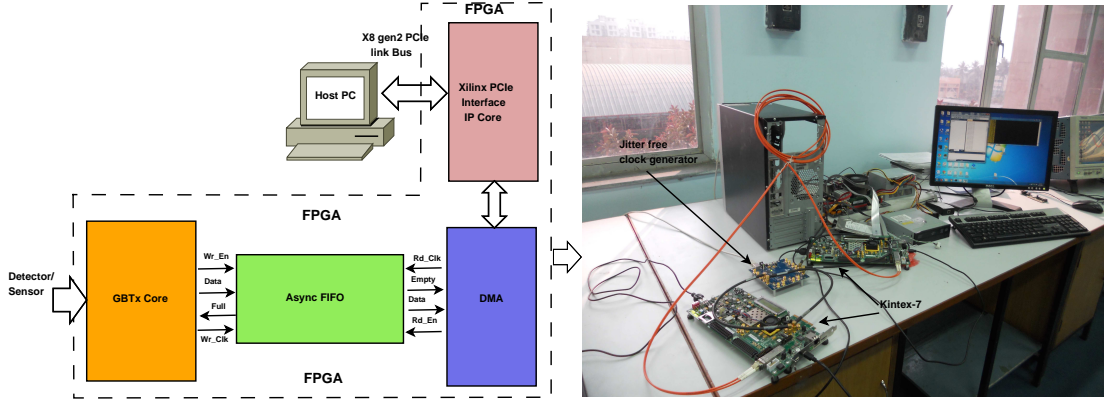 FPGA
X8 gen2 PCIe
link Bus
Host PC
Xilinx PCIe
Interface
IP Core
FPGA
Detector/
Sensor
GBTx Core
Wr_En
Data
Full
Wr_Clk
Async FIFO
Rd_Clk
Empty
Data
Rd_En
DMA
FPGA
Jitter free
clock generator
Kintex-7